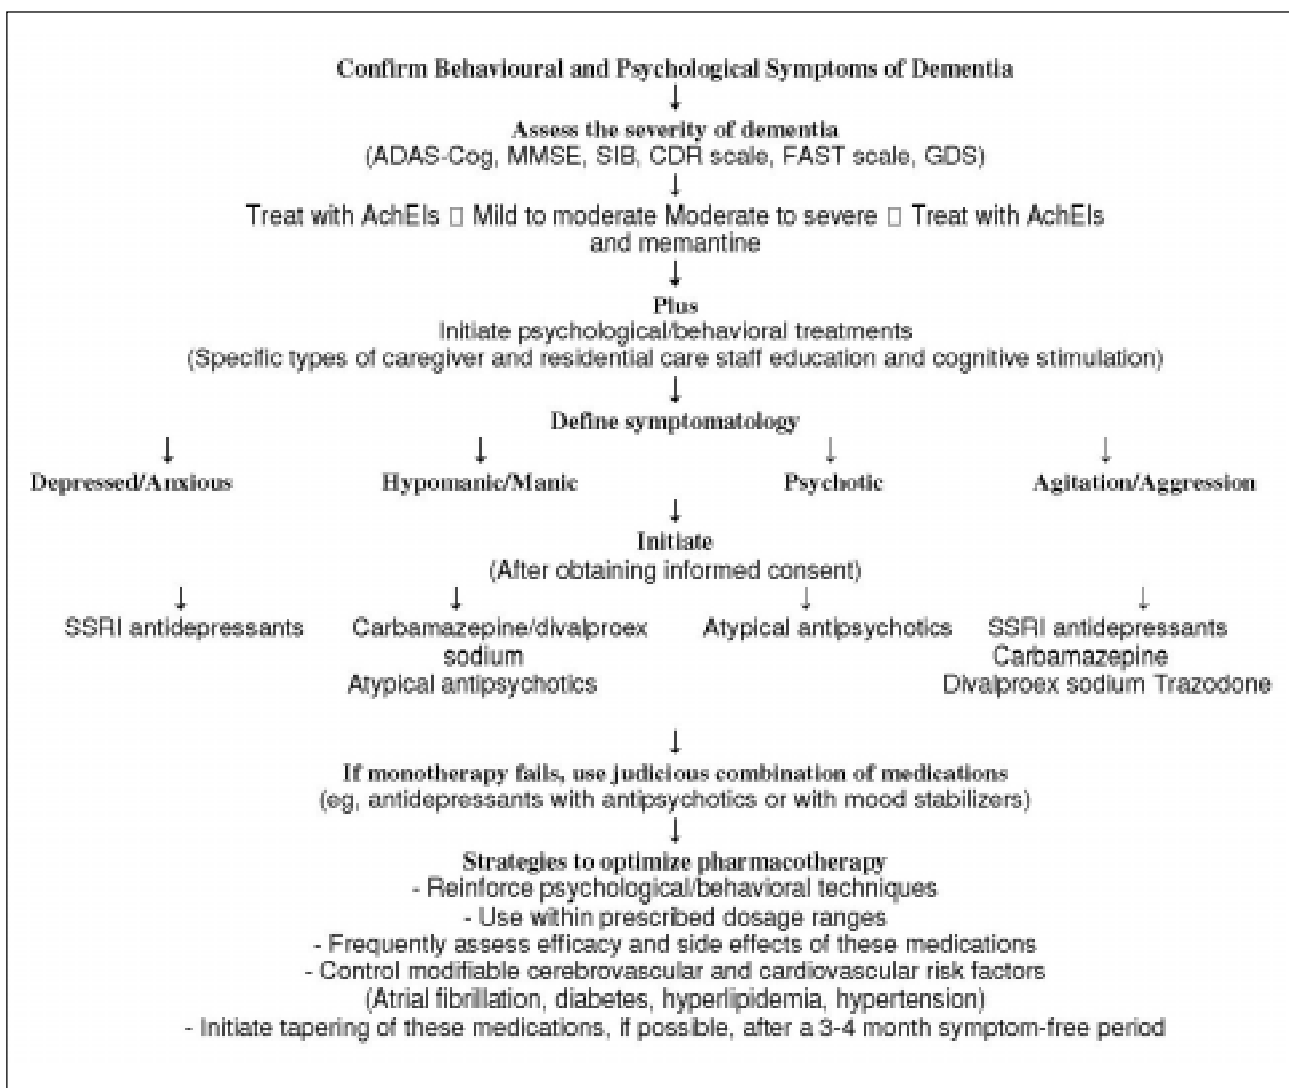 Confirm Behavioural and Psychological Symptoms of Dementia
Assess the severity of dementia
(ADAS-Cog, MMSE, SIB, CDR scale, FAST scale, GDS)
Treat with AchEIs □ Mild to moderate Moderate to severe □ Treat with AchEIs
and memantine
Plus
Initiate psychological/behavioral treatments
(Specific types of caregiver and residential care staff education and cognitive stimulation)
Define symptomatology
Depressed/Anxious Hypomanic/Manic Psychotic Agitation/Aggression
Initiate
(After obtaining informed consent)
SSRI antidepressants Carbamazepine/divalproex Atypical antipsychotics SSRI antidepressants
sodium Carbamazepine
Atypical antipsychotics Divalproex sodium Trazodone
If monotherapy fails, use judicious combination of medications
(eg, antidepressants with antipsychotics or with mood stabilizers)
Strategies to optimize pharmacotherapy
- Reinforce psychological/behavioral techniques
- Use within prescribed dosage ranges
- Frequently assess efficacy and side effects of these medications
- Control modifiable cerebrovascular and cardiovascular risk factors
(Atrial fibrillation, diabetes, hyperlipidemia, hypertension)
- Initiate tapering of these medications, if possible, after a 3-4 month symptom-free period